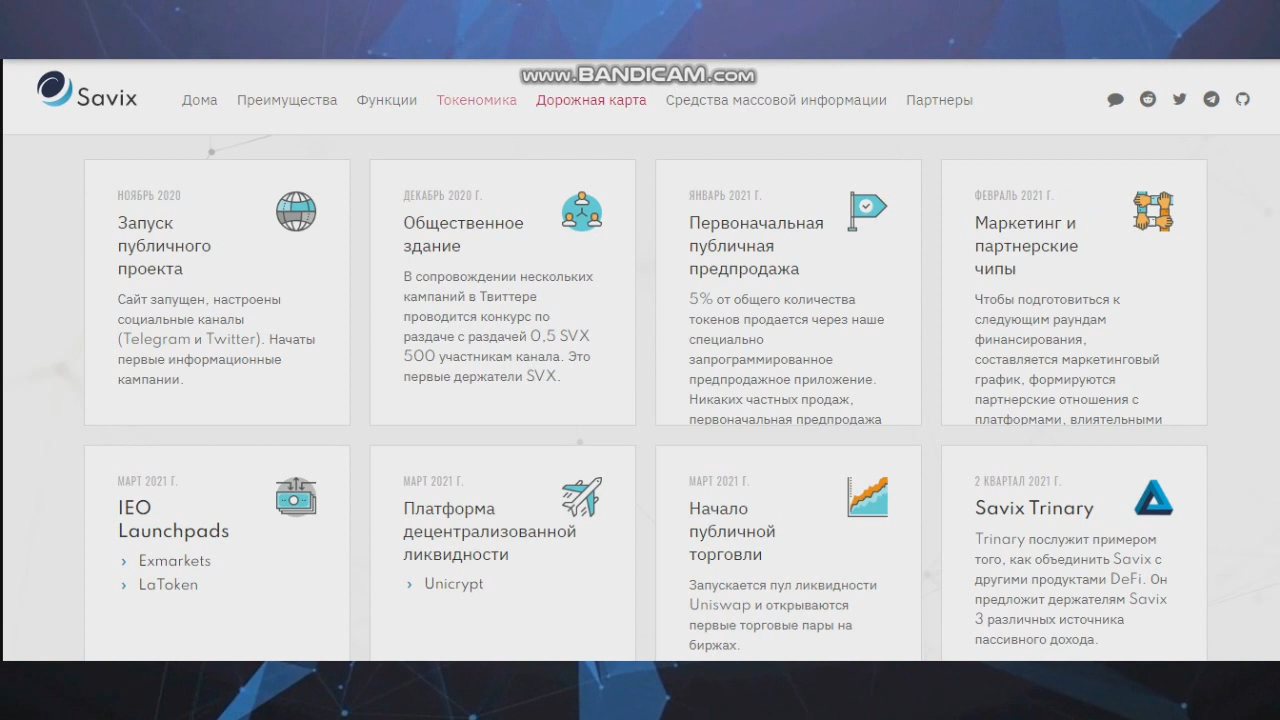 www.BANDICAM.com
Savix
Дома Преимущества Функции Токеномика Дорожная карта Средства массовой информации Партнеры
НОЯБРЬ 2020
Запуск
публичного
проекта
Сайт запущен, настроены
социальные каналы
(Telegram и Twitter). Начаты
первые информационные
кампании.
ДЕКАБРЬ 2020 Г.
Общественное
здание
В сопровождении нескольких
кампаний в Твиттере
проводится конкурс по
раздаче с раздачей 0,5 SVX
500 участникам канала. Это
первые держатели SVX.
ЯНВАРЬ 2021 Г.
Первоначальная
публичная
предпродажа
5% от общего количества
токенов продается через наше
специально
запрограммированное
предпродажное приложение.
Никаких частных продаж,
первоначальная предпродажа
ФЕВРАЛЬ 2021 Г.
Маркетинг и
партнерские
чипы
Чтобы подготовиться к
следующим раундам
финансирования,
составляется маркетинговый
график, формируются
партнерские отношения с
платформами, влиятельными
МАРТ 2021 Г.
IEO
Launchpads
› Exmarkets
› LaToken
МАРТ 2021 Г.
Платформа
децентрализованной
ликвидности
› Unicrypt
МАРТ 2021 Г.
Начало
публичной
торговли
Запускается пул ликвидности
Uniswap и открываются
первые торговые пары на
биржах.
2 КВАРТАЛ 2021 Г.
Savix Trinary
Trinary послужит примером
того, как объединить Savix с
другими продуктами DeFi. Он
предложит держателям Savix
3 различных источника
пассивного дохода.